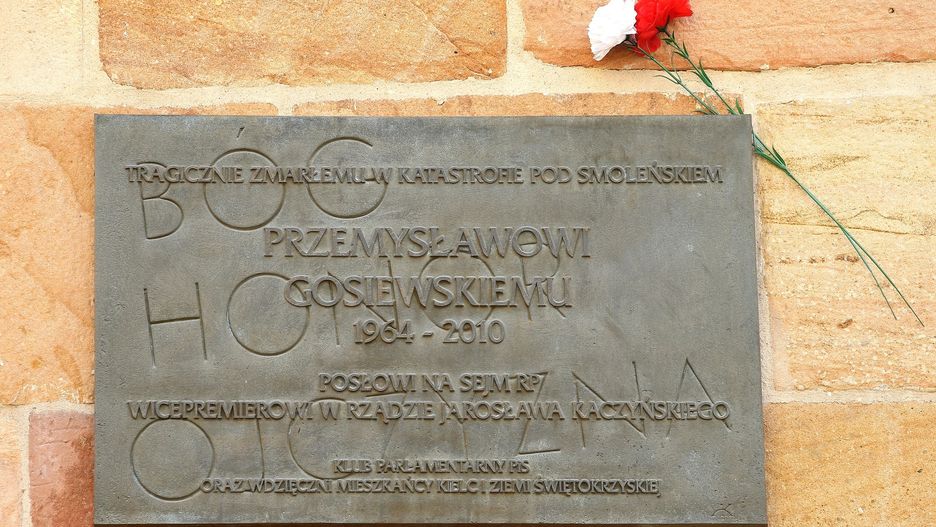 BÓG
HONOR
OJCZYZNA
TRAGICZNIE ZMARŁEMU W KATASTROFIE POD SMOLEŃSKIEM
PRZEMYSŁAWOWI
GOSIEWSKIEMU
1964 - 2010
POSŁOWI NA SEJM RP
WICEPREMIEROWI W RZĄDZIE JAROSŁAWA KACZYŃSKIEGO
KLUB PARLAMENTARNY PIS
ORAZ WDZIĘCZNI MIESZKAŃCY KIELC I ZIEMI ŚWIĘTOKRZYSKIEJ